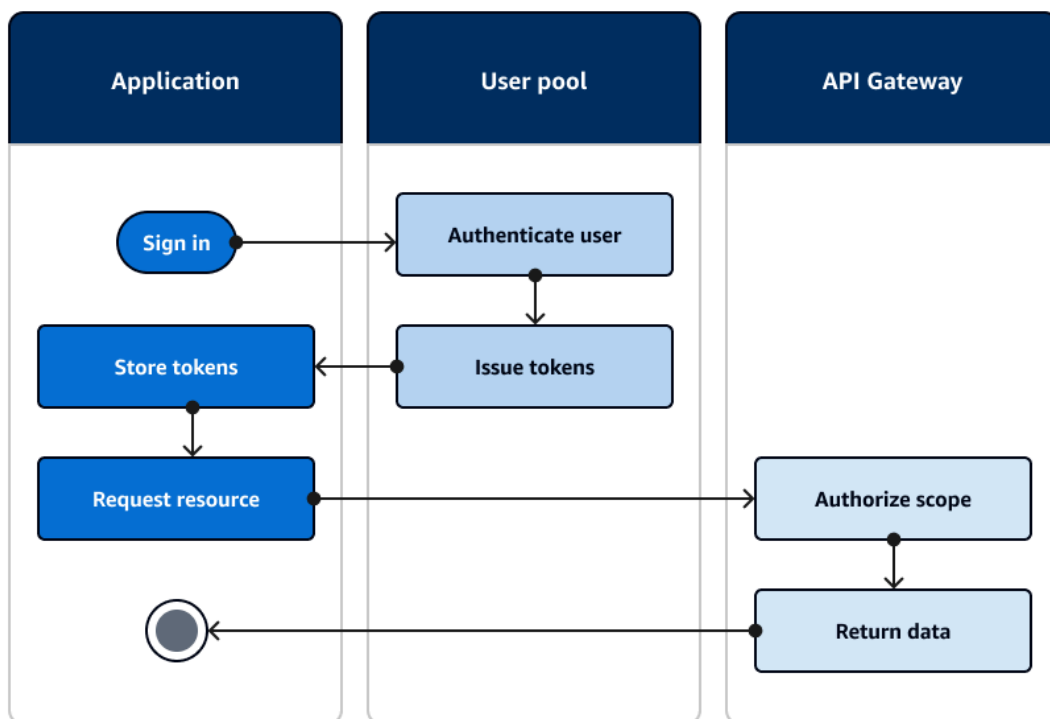 Application
User pool
API Gateway
Sign in
Authenticate user
Store tokens
Issue tokens
Request resource
Authorize scope
Return data